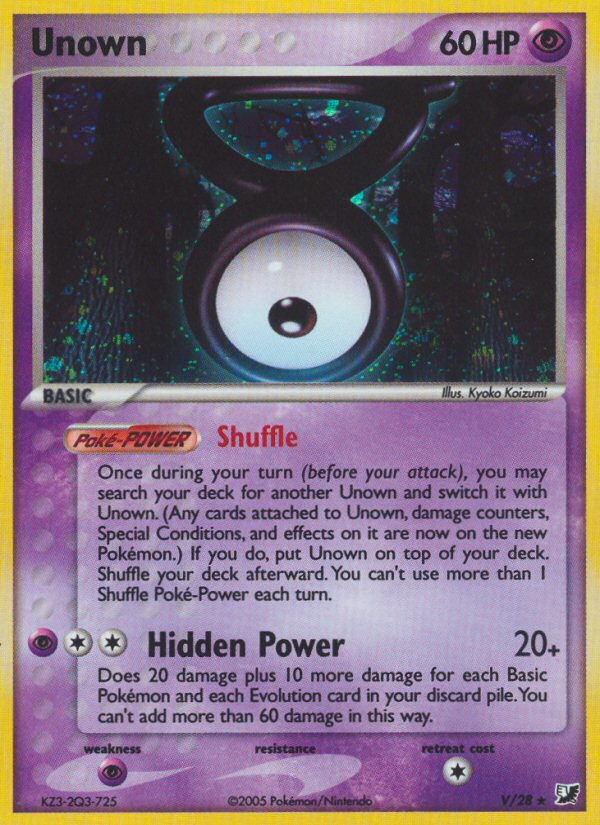 Unown 60 HP
BASIC
Illus. Kyoko Koizumi
Poké-POWER Shuffle
Once during your turn (before your attack), you may
search your deck for another Unown and switch it with
Unown. (Any cards attached to Unown, damage counters,
Special Conditions, and effects on it are now on the new
Pokémon.) If you do, put Unown on top of your deck.
Shuffle your deck afterward. You can't use more than 1
Shuffle Poké-Power each turn.
Hidden Power 20+
Does 20 damage plus 10 more damage for each Basic
Pokémon and each Evolution card in your discard pile. You
can't add more than 60 damage in this way.
weakness resistance retreat cost
KZ3-2Q3-725 ©2005 Pokémon/Nintendo V/28 ★